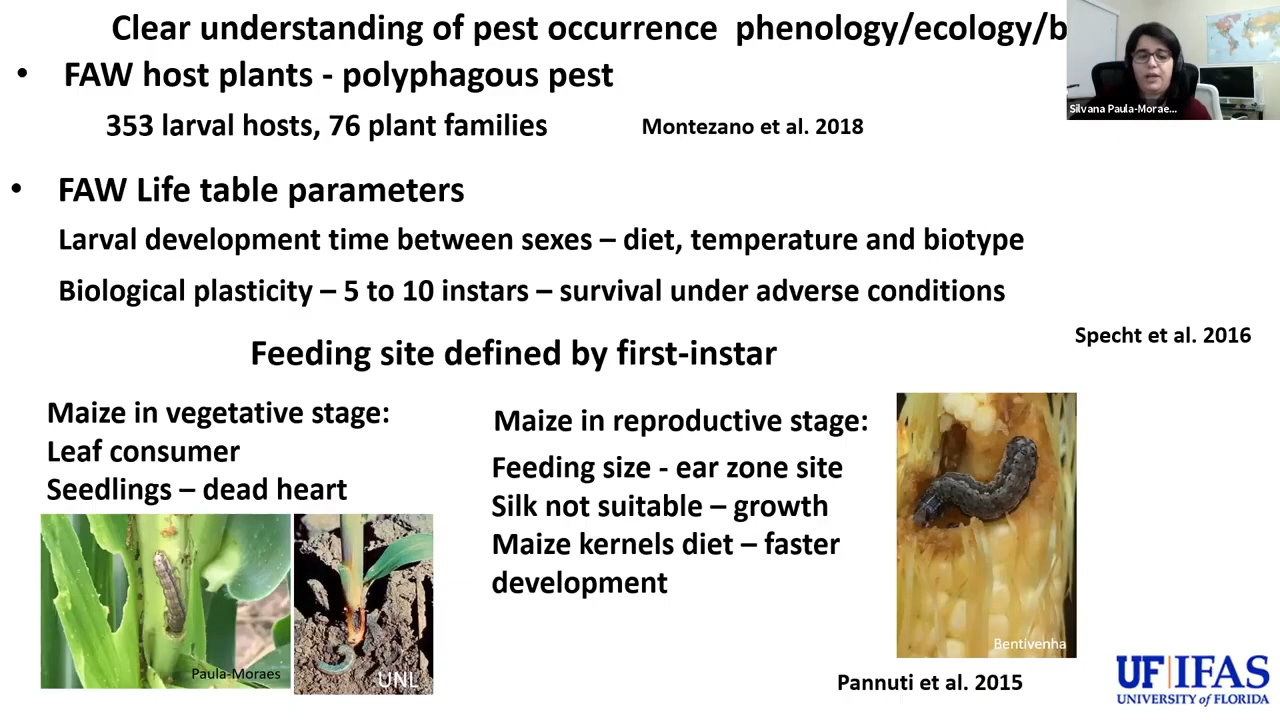 Clear understanding of pest occurrence phenology/ecology/b
• FAW host plants - polyphagous pest
353 larval hosts, 76 plant families
Montezano et al. 2018
Silvana Paula-Morae...
• FAW Life table parameters
Larval development time between sexes – diet, temperature and biotype
Biological plasticity – 5 to 10 instars – survival under adverse conditions
Specht et al. 2016
Feeding site defined by first-instar
Maize in vegetative stage:
Leaf consumer
Seedlings – dead heart
Paula-Moraes
UNL
Maize in reproductive stage:
Feeding size - ear zone site
Silk not suitable – growth
Maize kernels diet – faster
development
Bentivenha
Pannuti et al. 2015
UF|IFAS
UNIVERSITY of FLORIDA